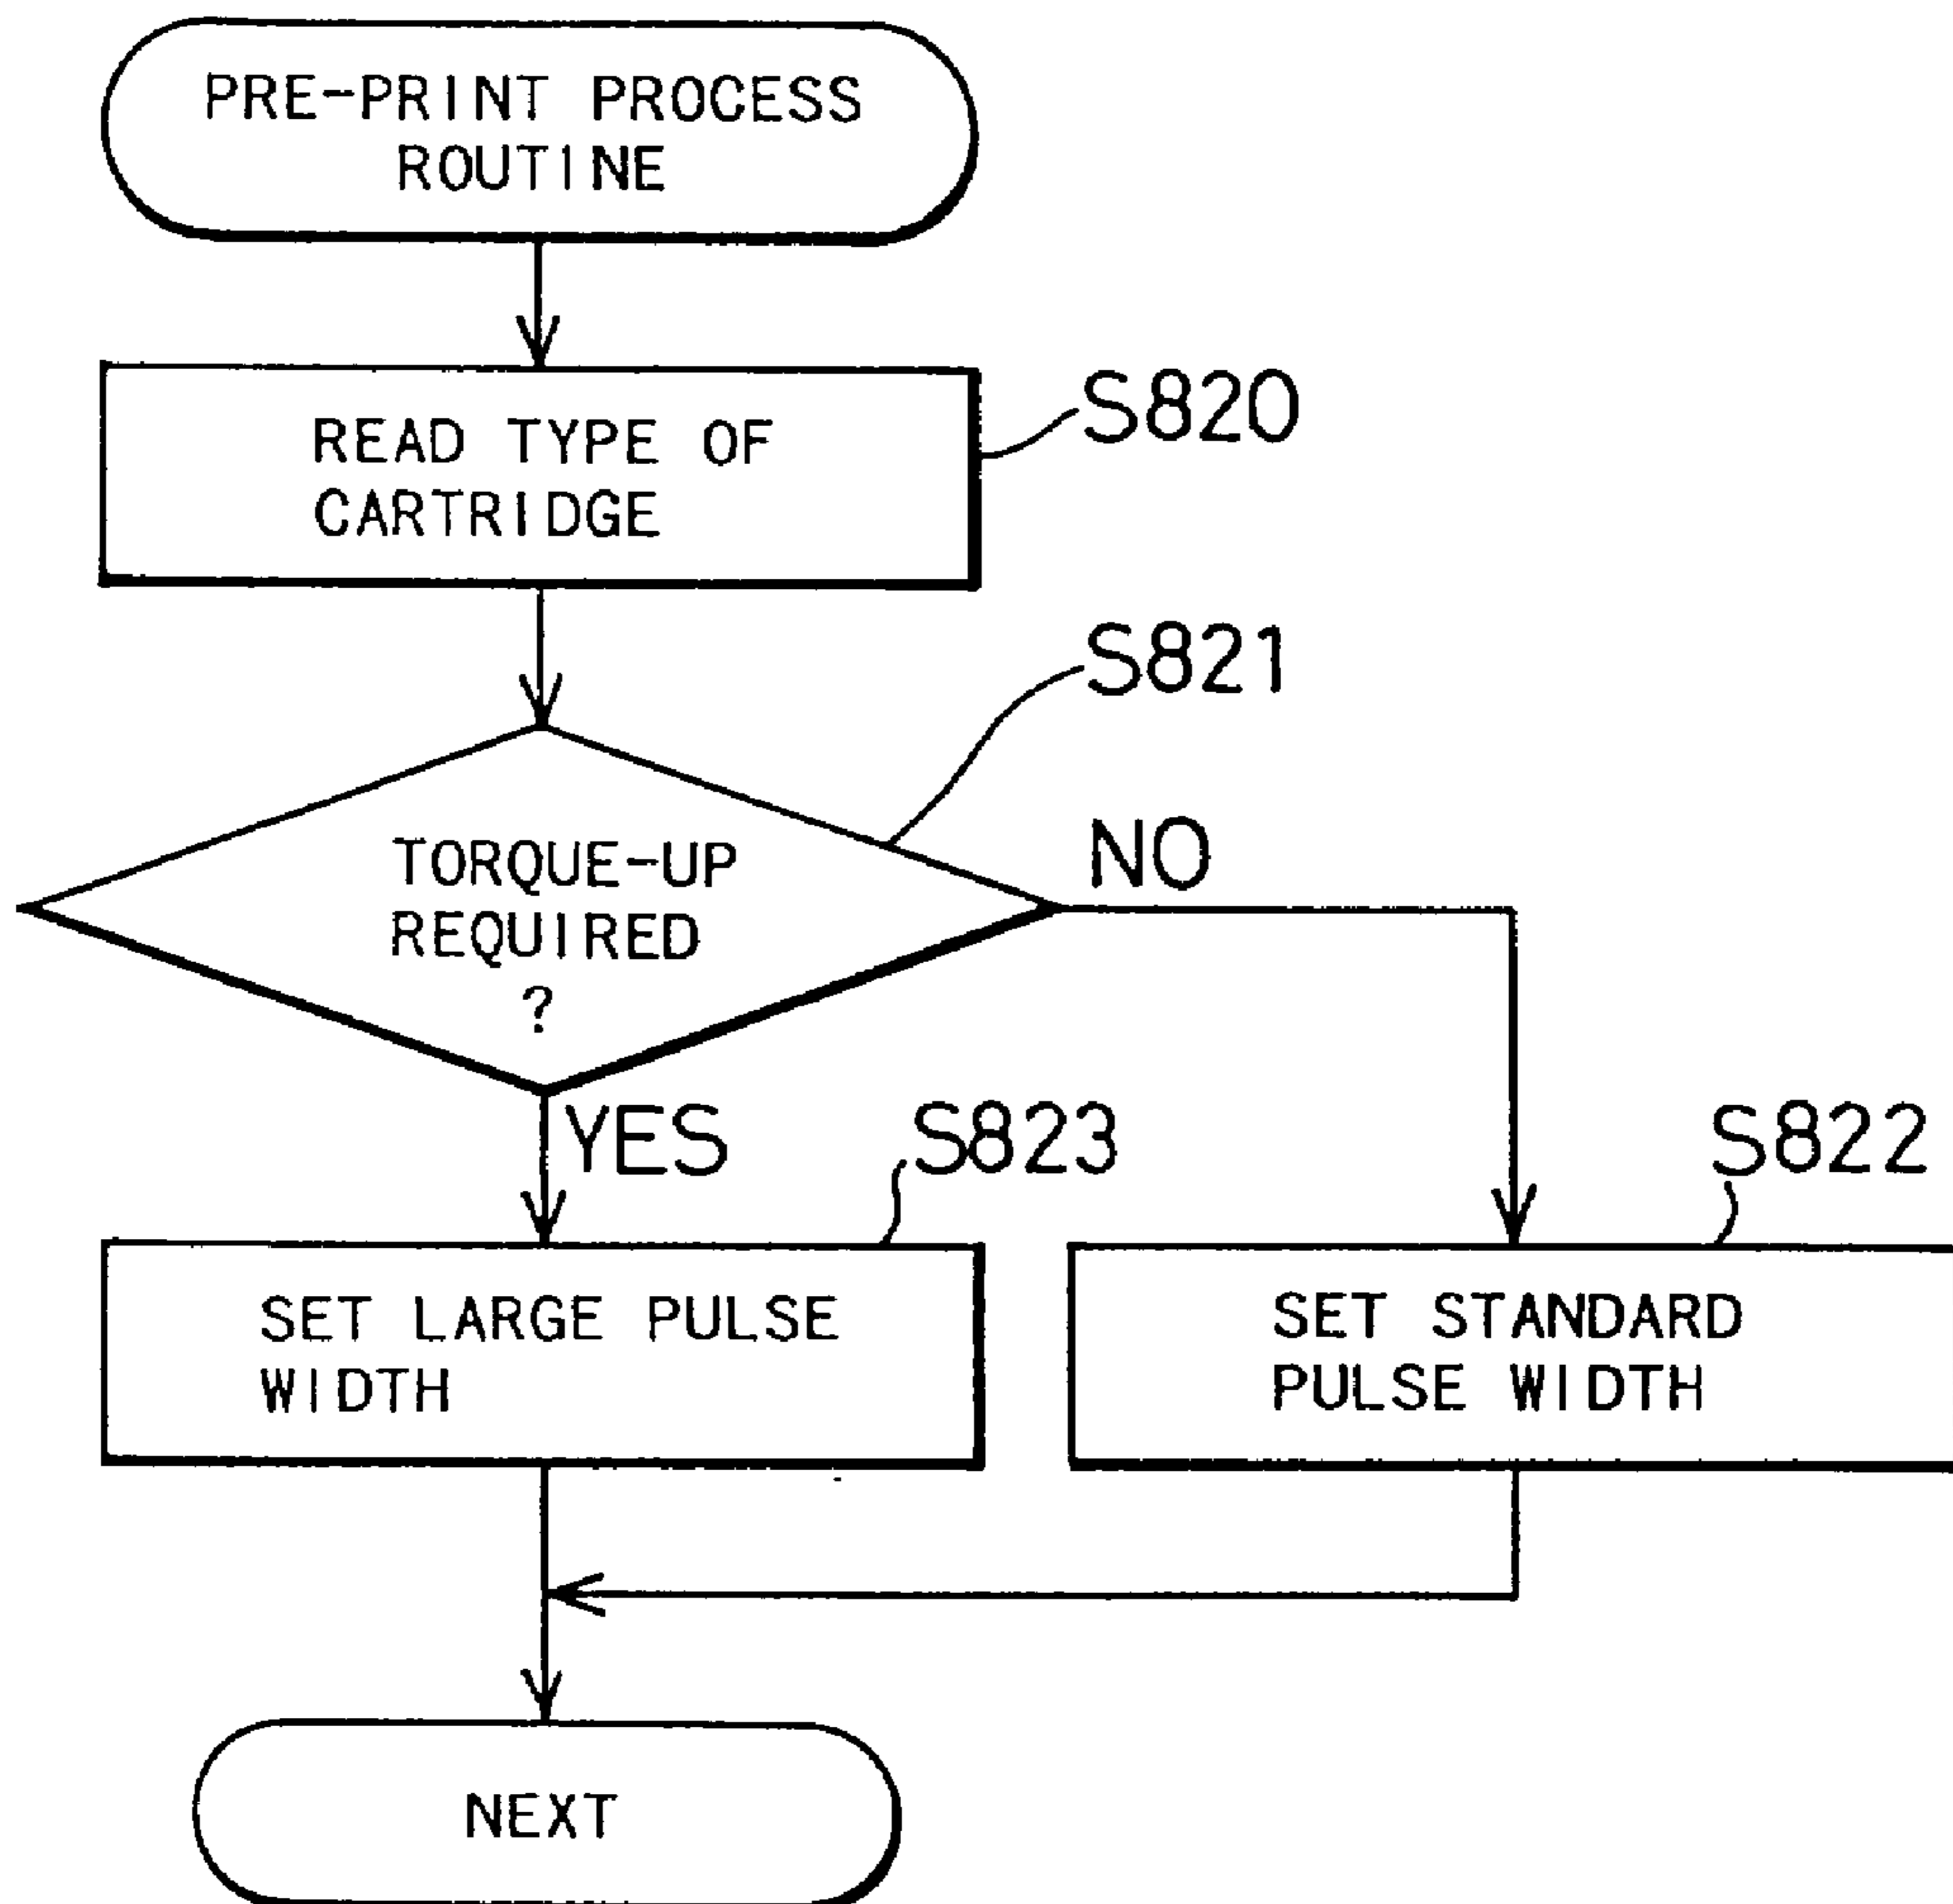 PRE-PRINT PROCESS
ROUTINE
READ TYPE OF
CARTRIDGE
S820
S821
TORQUE-UP
REQUIRED
?
NO
YES
S823
S822
SET LARGE PULSE
WIDTH
SET STANDARD
PULSE WIDTH
NEXT